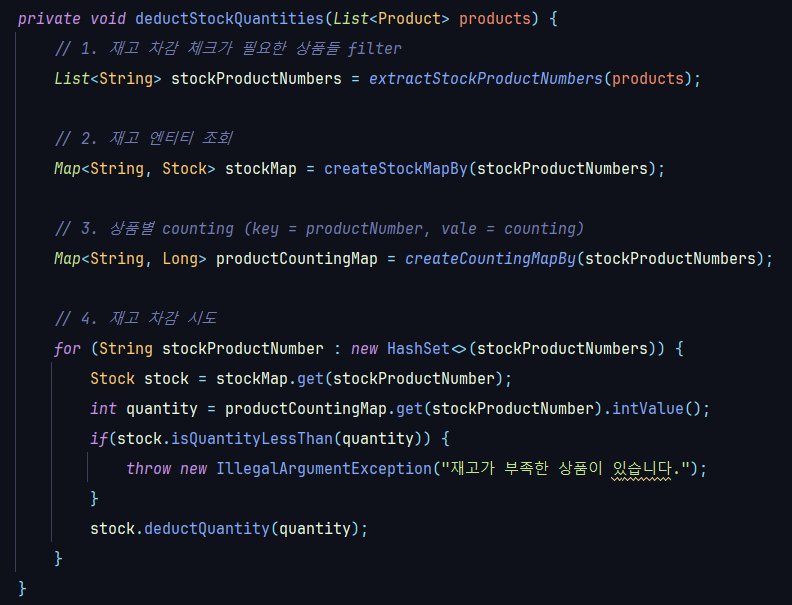 private void deductStockQuantities(List<Product> products) {
// 1. 재고 차감 체크가 필요한 상품들 filter
List<String> stockProductNumbers = extractStockProductNumbers(products);
// 2. 재고 엔티티 조회
Map<String, Stock> stockMap = createStockMapBy(stockProductNumbers);
// 3. 상품별 counting (key = productNumber, vale = counting)
Map<String, Long> productCountingMap = createCountingMapBy(stockProductNumbers);
// 4. 재고 차감 시도
for (String stockProductNumber : new HashSet<>(stockProductNumbers)) {
Stock stock = stockMap.get(stockProductNumber);
int quantity = productCountingMap.get(stockProductNumber).intValue();
if(stock.isQuantityLessThan(quantity)) {
throw new IllegalArgumentException("재고가 부족한 상품이 있습니다.");
}
stock.deductQuantity(quantity);
}
}